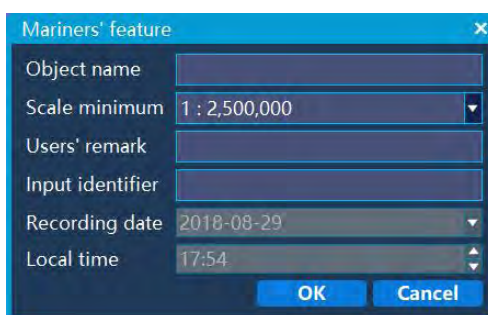 Mariners' feature ×
Object name
Scale minimum 1 : 2,500,000
Users' remark
Input identifier
Recording date 2018-08-29
Local time 17:54
OK Cancel